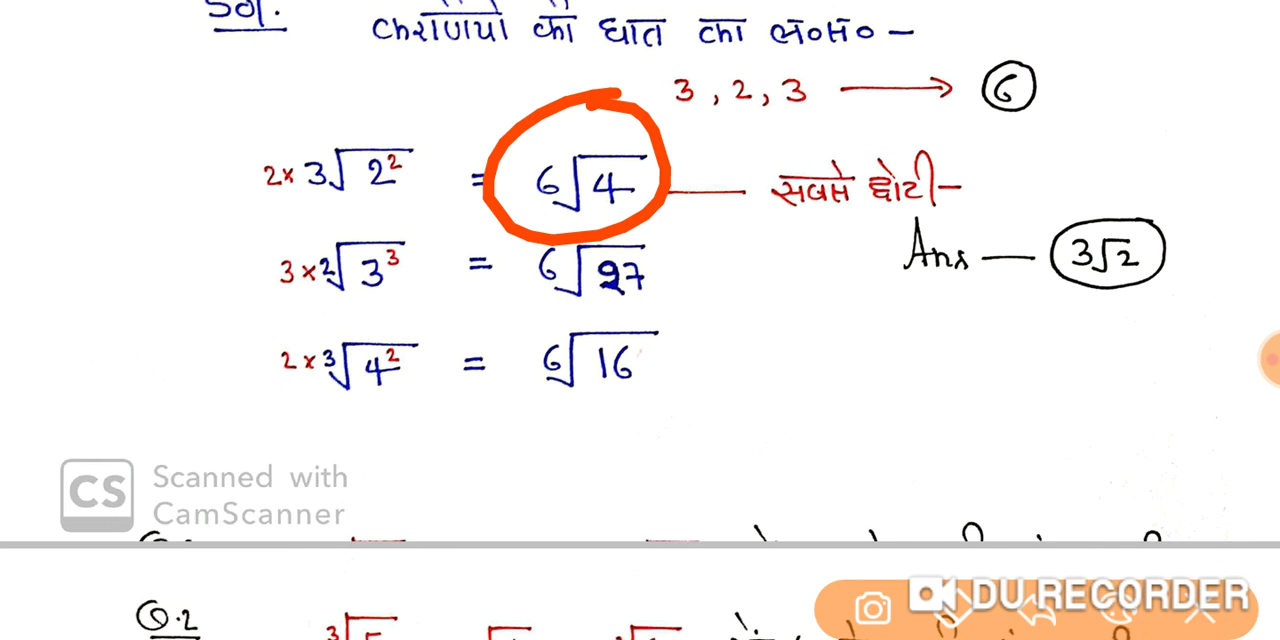 Sol. करणियों की घात का ल०स०-
3 , 2 , 3 ⟶ 6
2× 3√2² = 6√4 — सबसे छोटी-
3×2√3³ = 6√27
Ans — 3√2
2×3√4² = 6√16
CS Scanned with
CamScanner
Q.2
DU RECORDER